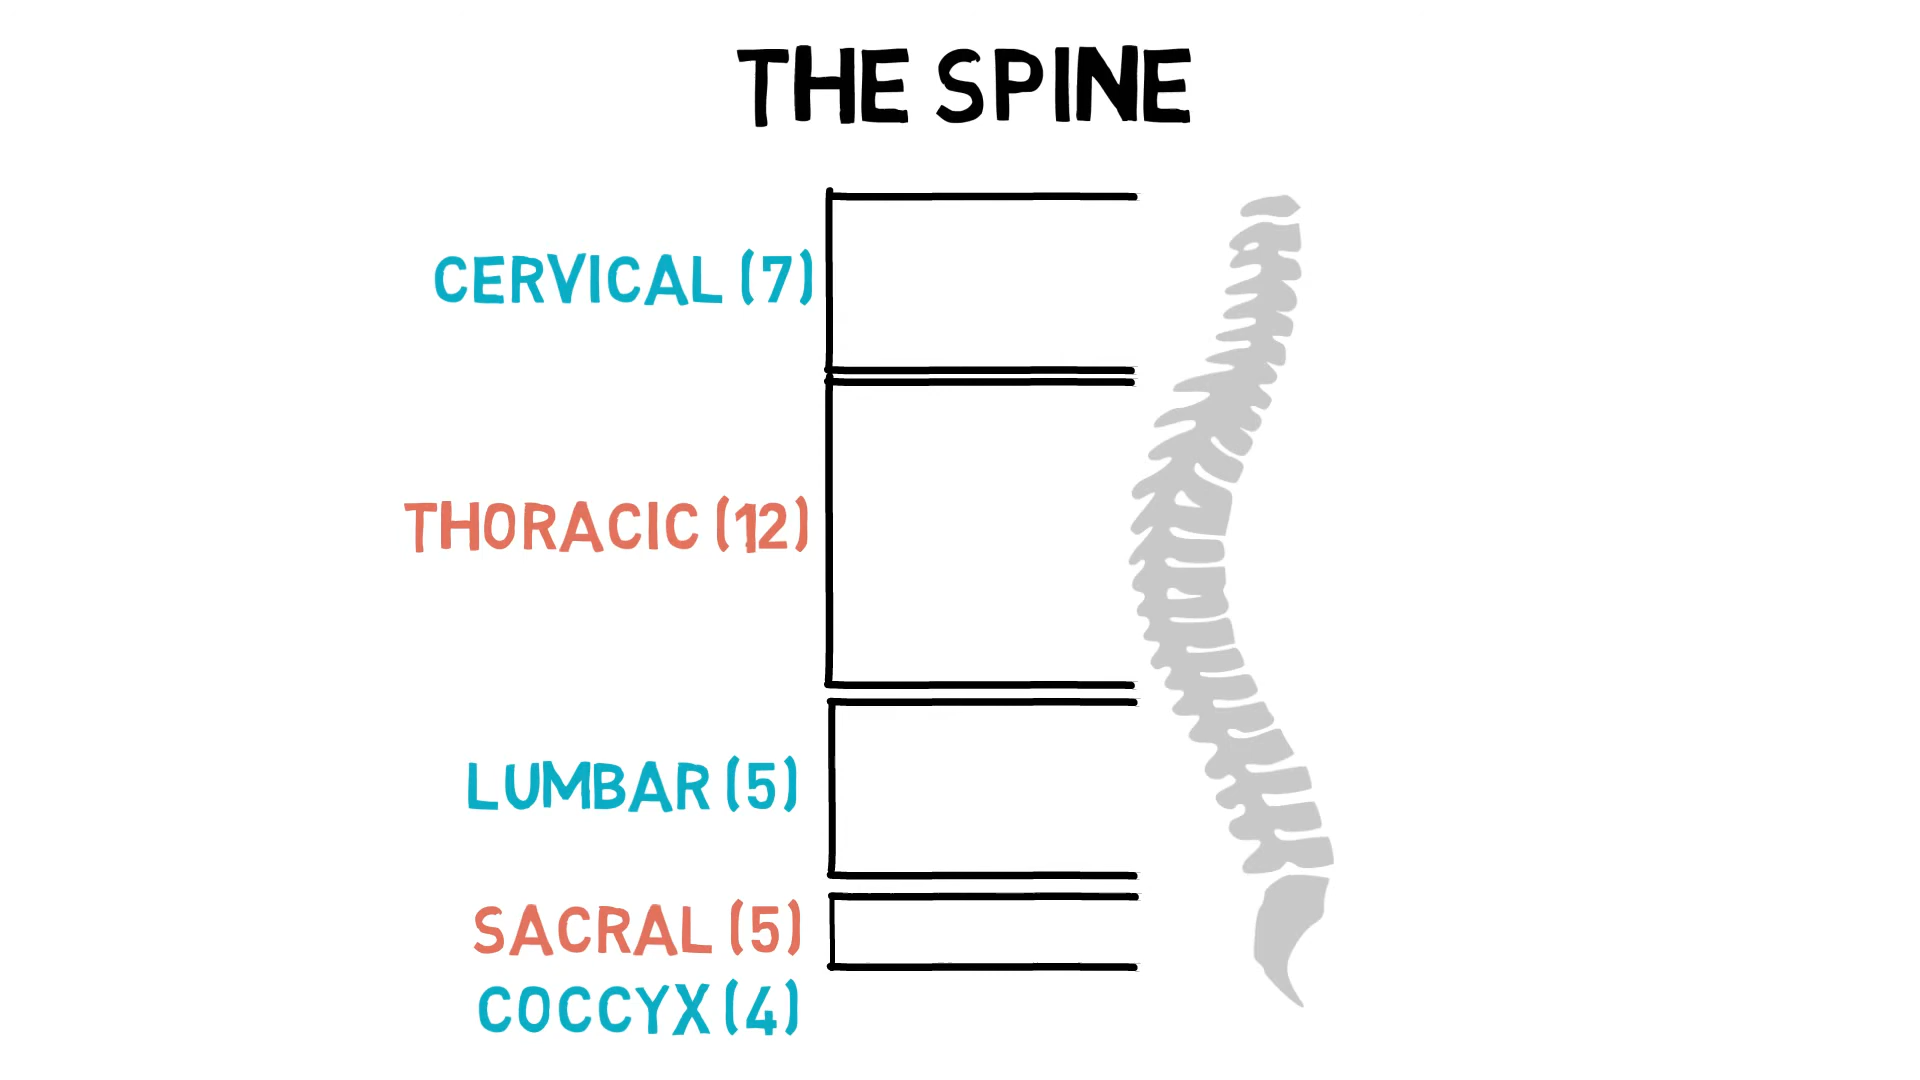 THE SPINE
CERVICAL (7)
THORACIC (12)
LUMBAR (5)
SACRAL (5)
COCCYX (4)